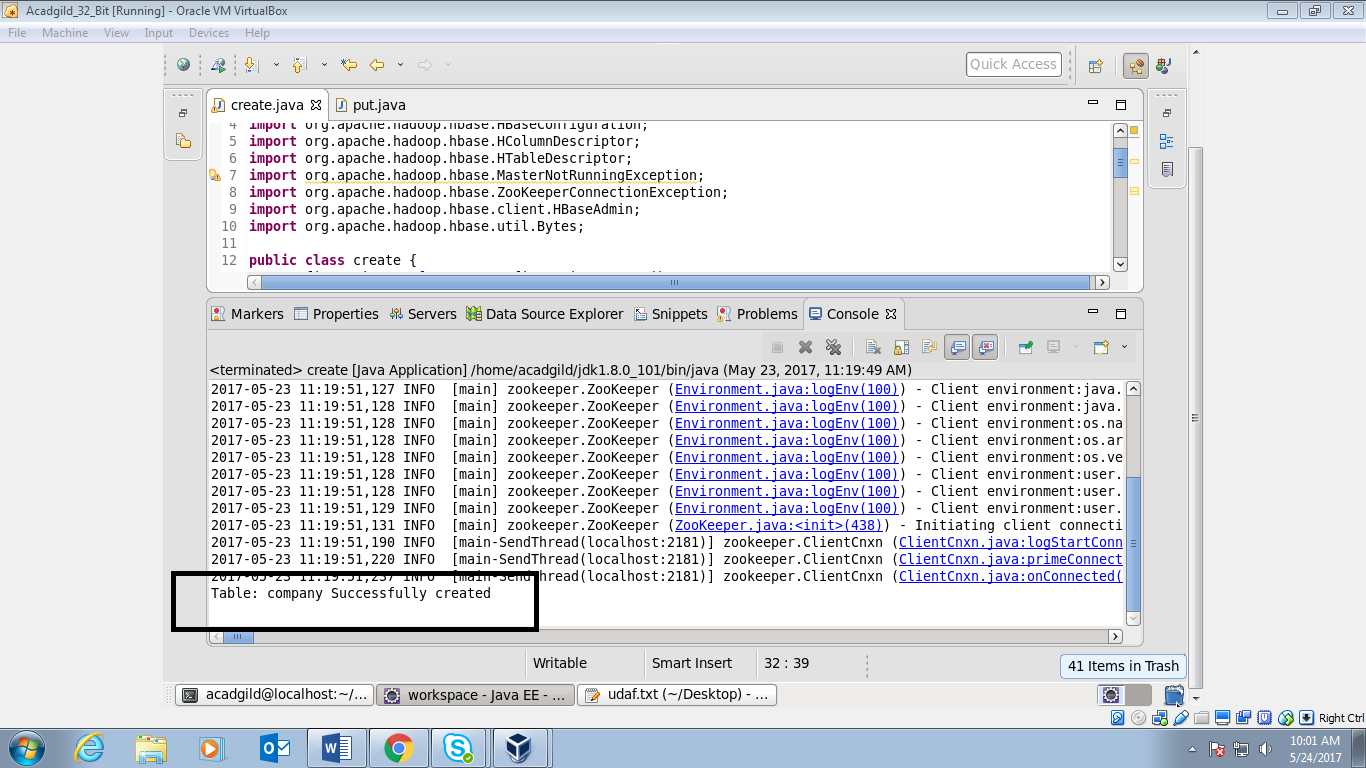 Acadgild_32_Bit [Running] - Oracle VM VirtualBox
File Machine View Input Devices Help
Quick Access
create.java
put.java
4 import org.apache.hadoop.hbase.HBaseConfiguration;
5 import org.apache.hadoop.hbase.HColumnDescriptor;
6 import org.apache.hadoop.hbase.HTableDescriptor;
7 import org.apache.hadoop.hbase.MasterNotRunningException;
8 import org.apache.hadoop.hbase.ZooKeeperConnectionException;
9 import org.apache.hadoop.hbase.client.HBaseAdmin;
10 import org.apache.hadoop.hbase.util.Bytes;
11
12 public class create {
Markers Properties Servers Data Source Explorer Snippets Problems Console
<terminated> create [Java Application] /home/acadgild/jdk1.8.0_101/bin/java (May 23, 2017, 11:19:49 AM)
2017-05-23 11:19:51,127 INFO [main] zookeeper.ZooKeeper (Environment.java:logEnv(100)) - Client environment:java.
2017-05-23 11:19:51,128 INFO [main] zookeeper.ZooKeeper (Environment.java:logEnv(100)) - Client environment:java.
2017-05-23 11:19:51,128 INFO [main] zookeeper.ZooKeeper (Environment.java:logEnv(100)) - Client environment:os.na
2017-05-23 11:19:51,128 INFO [main] zookeeper.ZooKeeper (Environment.java:logEnv(100)) - Client environment:os.ar
2017-05-23 11:19:51,128 INFO [main] zookeeper.ZooKeeper (Environment.java:logEnv(100)) - Client environment:os.ve
2017-05-23 11:19:51,128 INFO [main] zookeeper.ZooKeeper (Environment.java:logEnv(100)) - Client environment:user.
2017-05-23 11:19:51,128 INFO [main] zookeeper.ZooKeeper (Environment.java:logEnv(100)) - Client environment:user.
2017-05-23 11:19:51,129 INFO [main] zookeeper.ZooKeeper (Environment.java:logEnv(100)) - Client environment:user.
2017-05-23 11:19:51,131 INFO [main] zookeeper.ZooKeeper (ZooKeeper.java:<init>(438)) - Initiating client connecti
2017-05-23 11:19:51,190 INFO [main-SendThread(localhost:2181)] zookeeper.ClientCnxn (ClientCnxn.java:logStartConn
2017-05-23 11:19:51,220 INFO [main-SendThread(localhost:2181)] zookeeper.ClientCnxn (ClientCnxn.java:primeConnect
2017-05-23 11:19:51,237 INFO [main-SendThread(localhost:2181)] zookeeper.ClientCnxn (ClientCnxn.java:onConnected(
Table: company Successfully created
Writable Smart Insert 32 : 39
41 Items in Trash
acadgild@localhost:~/... workspace - Java EE - ... udaf.txt (~/Desktop) - ...
Right Ctrl
10:01 AM
5/24/2017